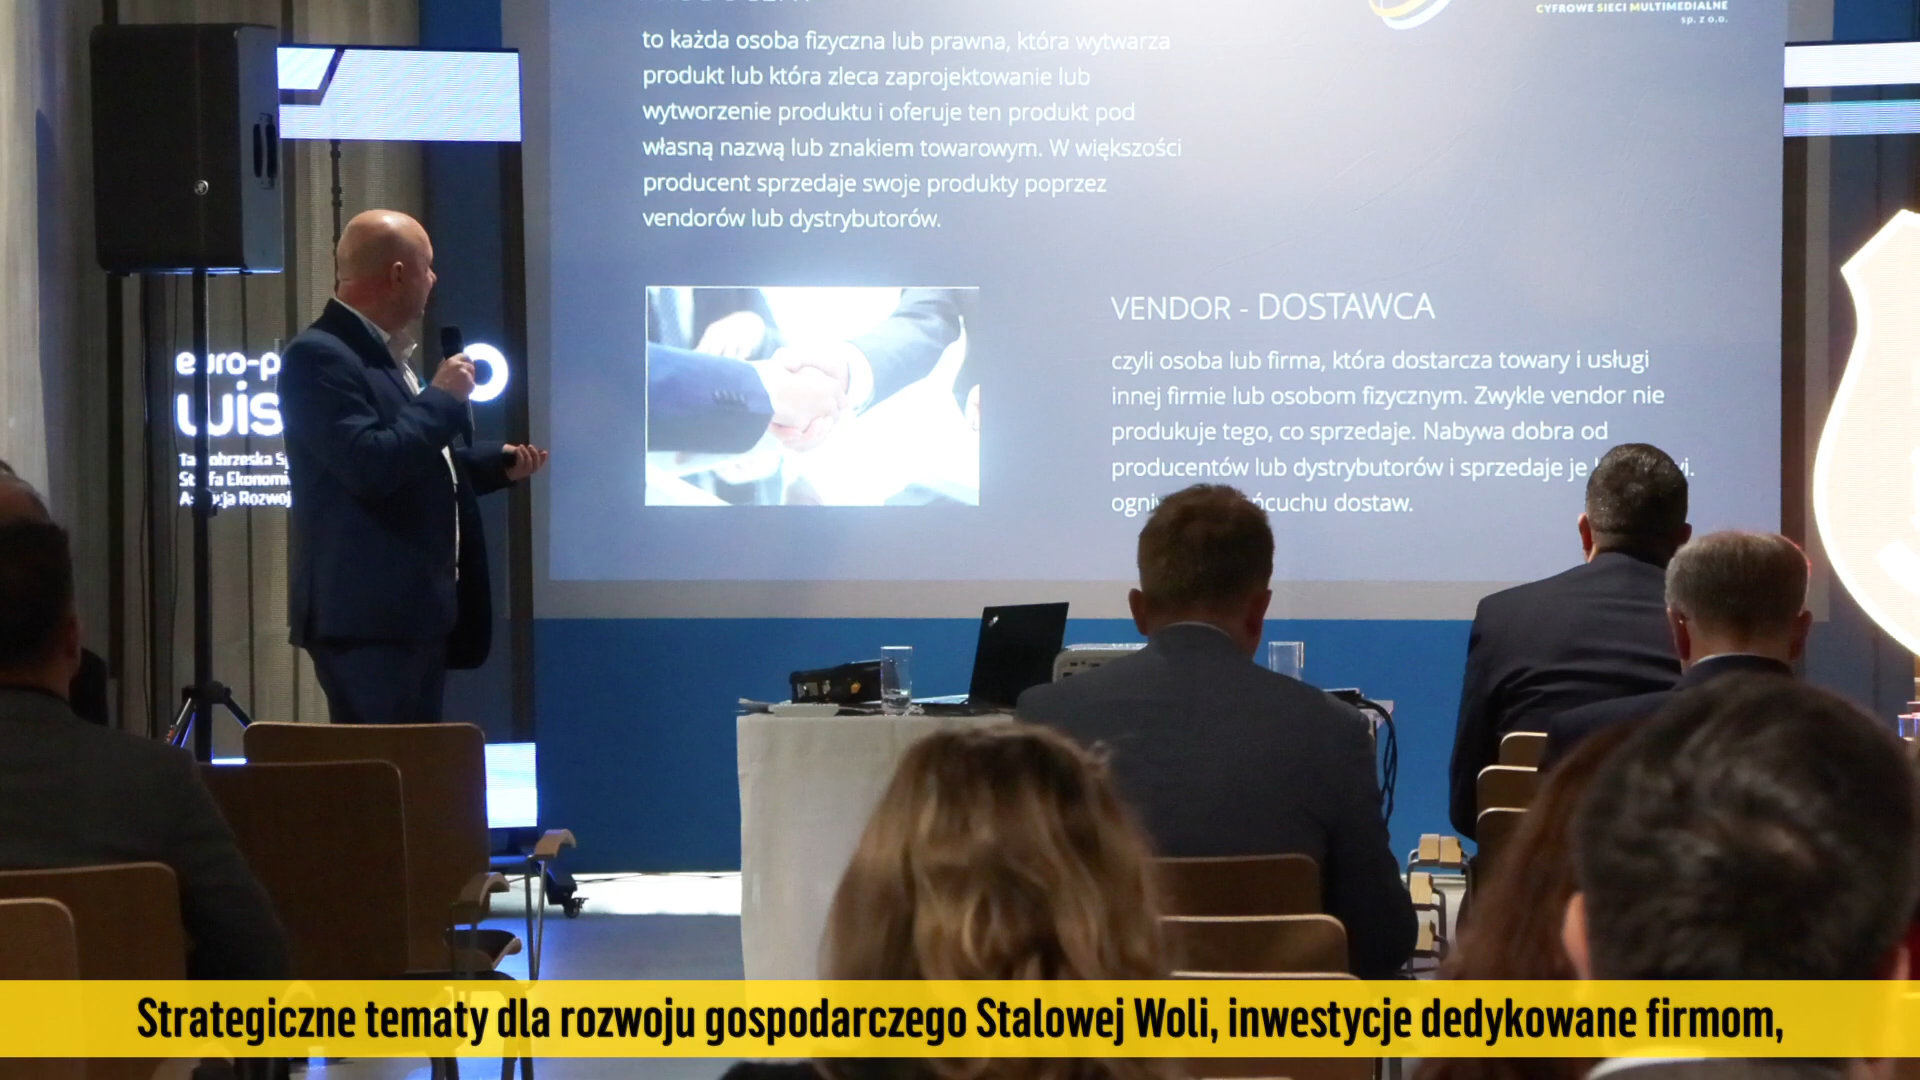 CYFROWE SIECI MULTIMEDIALNE
sp. z o.o.
to każda osoba fizyczna lub prawna, która wytwarza
produkt lub która zleca zaprojektowanie lub
wytworzenie produktu i oferuje ten produkt pod
własną nazwą lub znakiem towarowym. W większości
producent sprzedaje swoje produkty poprzez
vendorów lub dystrybutorów.
VENDOR - DOSTAWCA
czyli osoba lub firma, która dostarcza towary i usługi
innej firmie lub osobom fizycznym. Zwykle vendor nie
produkuje tego, co sprzedaje. Nabywa dobra od
producentów lub dystrybutorów i sprzedaje je
dostaw.
euro-p
wis
Strategiczne tematy dla rozwoju gospodarczego Stalowej Woli, inwestycje dedykowane firmom,